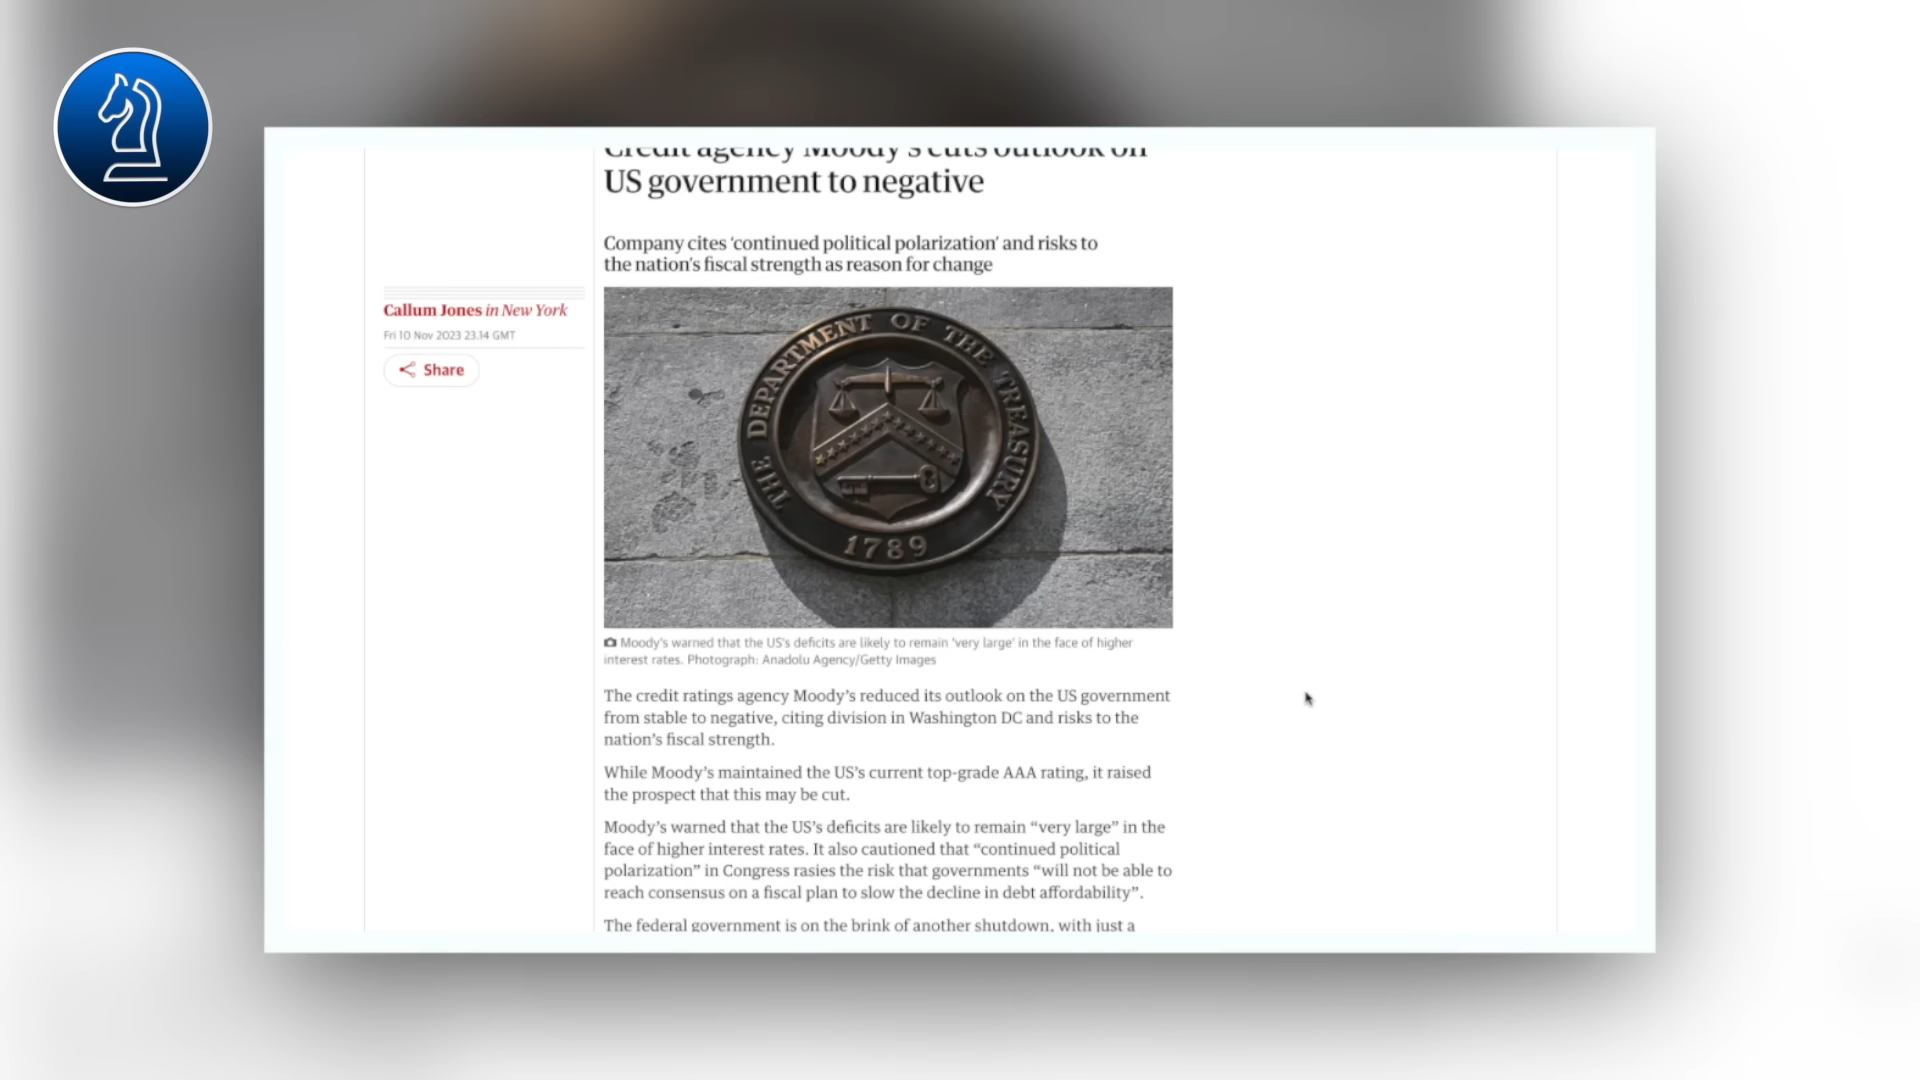 Credit agency Moody's cuts outlook on
US government to negative
Company cites ‘continued political polarization’ and risks to
the nation’s fiscal strength as reason for change
Callum Jones in New York
Fri 10 Nov 2023 23.14 GMT
Share
THE DEPARTMENT OF THE TREASURY
1789
Moody’s warned that the US’s deficits are likely to remain ‘very large’ in the face of higher
interest rates. Photograph: Anadolu Agency/Getty Images
The credit ratings agency Moody’s reduced its outlook on the US government
from stable to negative, citing division in Washington DC and risks to the
nation’s fiscal strength.
While Moody’s maintained the US’s current top-grade AAA rating, it raised
the prospect that this may be cut.
Moody’s warned that the US’s deficits are likely to remain “very large” in the
face of higher interest rates. It also cautioned that “continued political
polarization” in Congress rasies the risk that governments “will not be able to
reach consensus on a fiscal plan to slow the decline in debt affordability”.
The federal government is on the brink of another shutdown, with just a